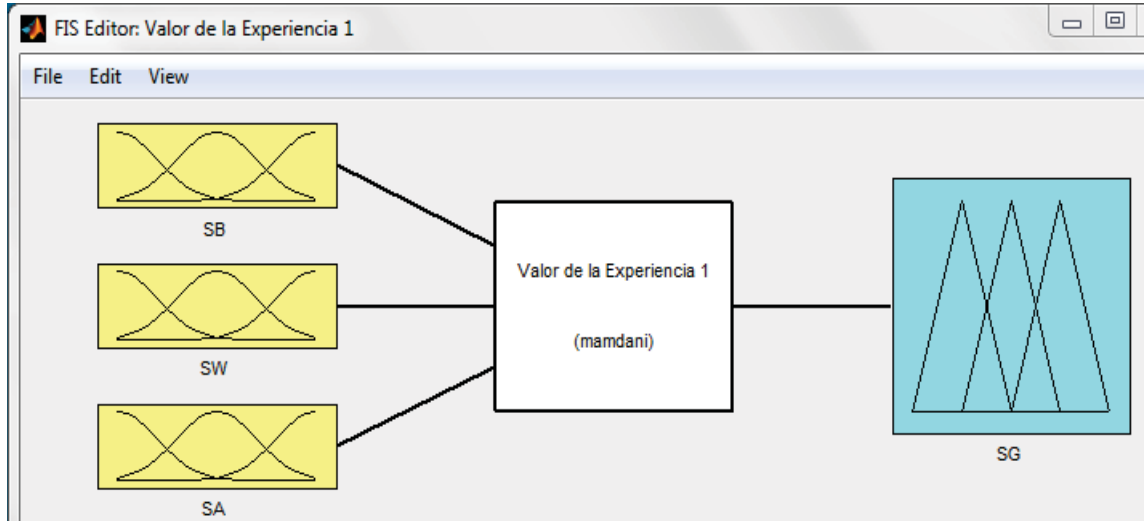 FIS Editor: Valor de la Experiencia 1
File Edit View
SB
SW
SA
Valor de la Experiencia 1
(mamdani)
SG